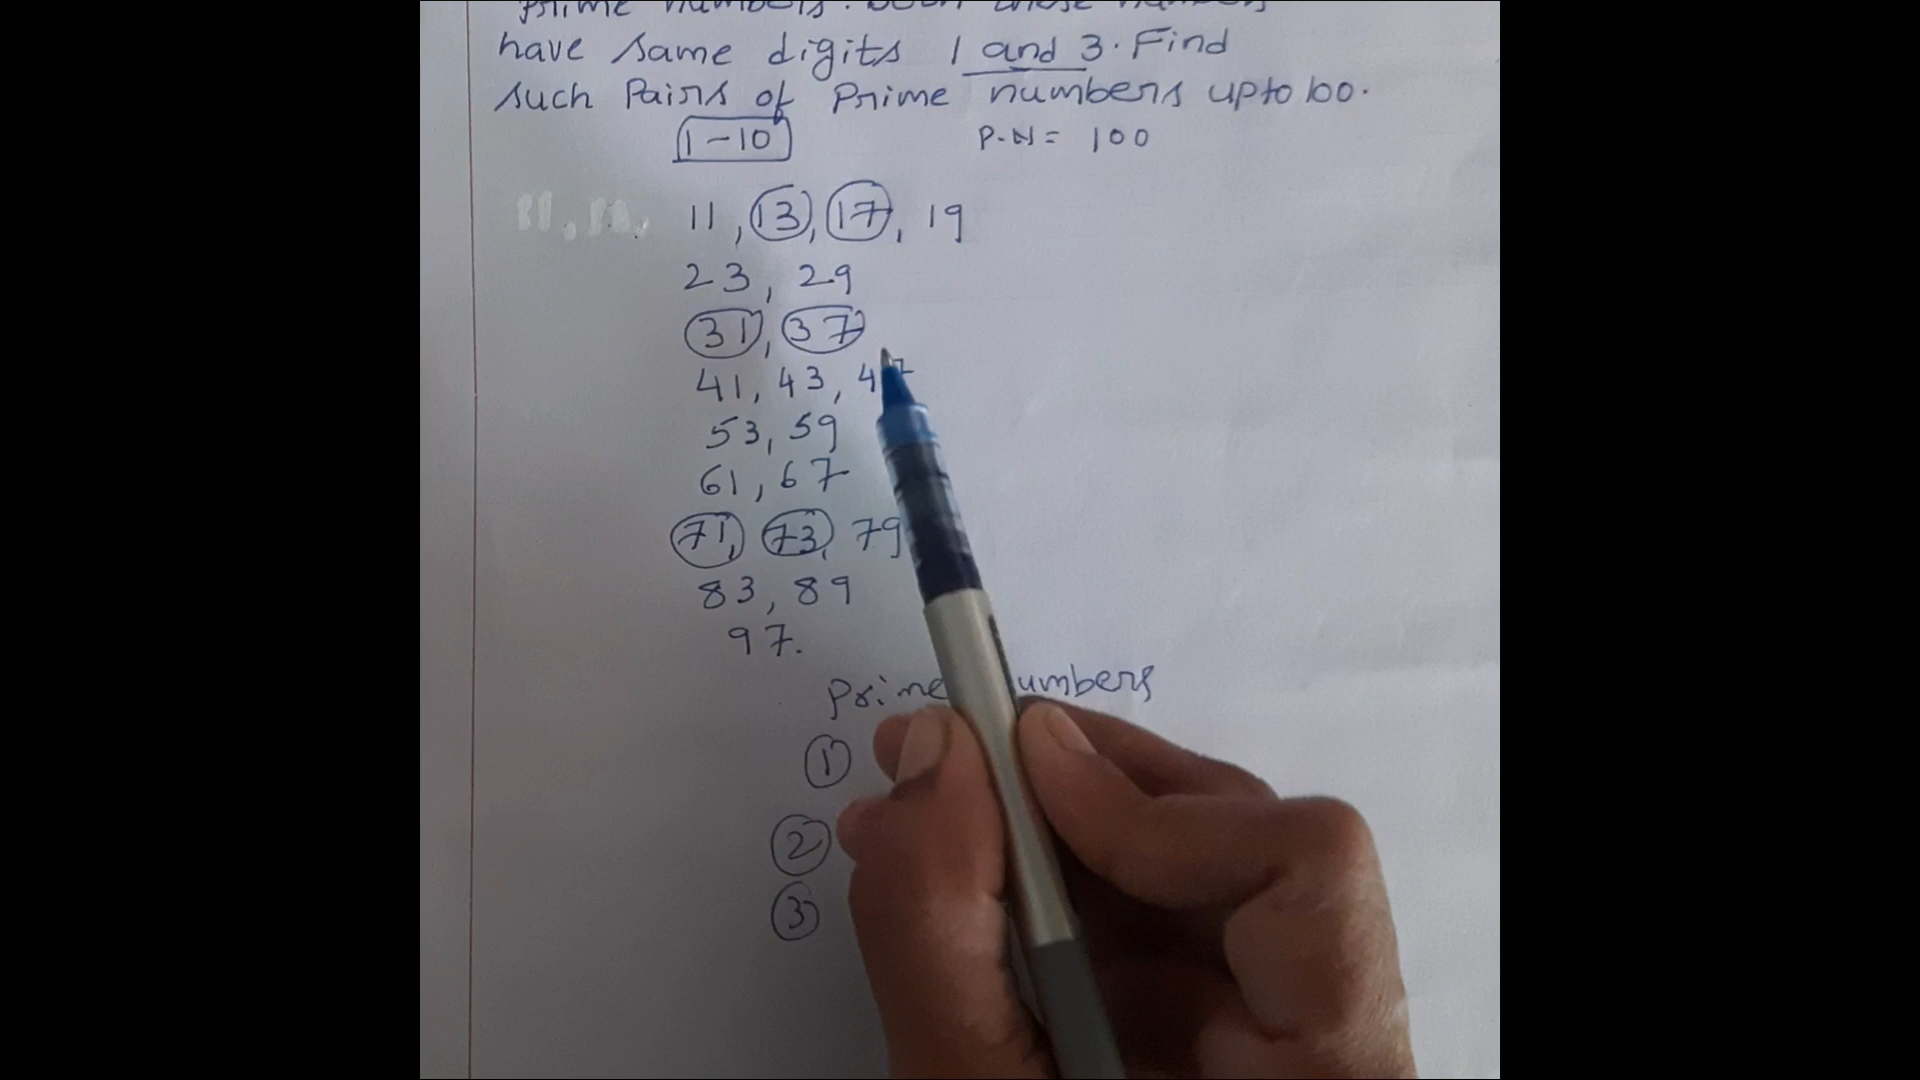 have same digits 1 and 3. Find
such Pairs of Prime numbers upto 100.
1-10 P.N = 100
11, 13, 17, 19
23, 29
31, 37
41, 43, 47
53, 59
61, 67
71, 73, 79
83, 89
97.
Prime numbers
1
2
3